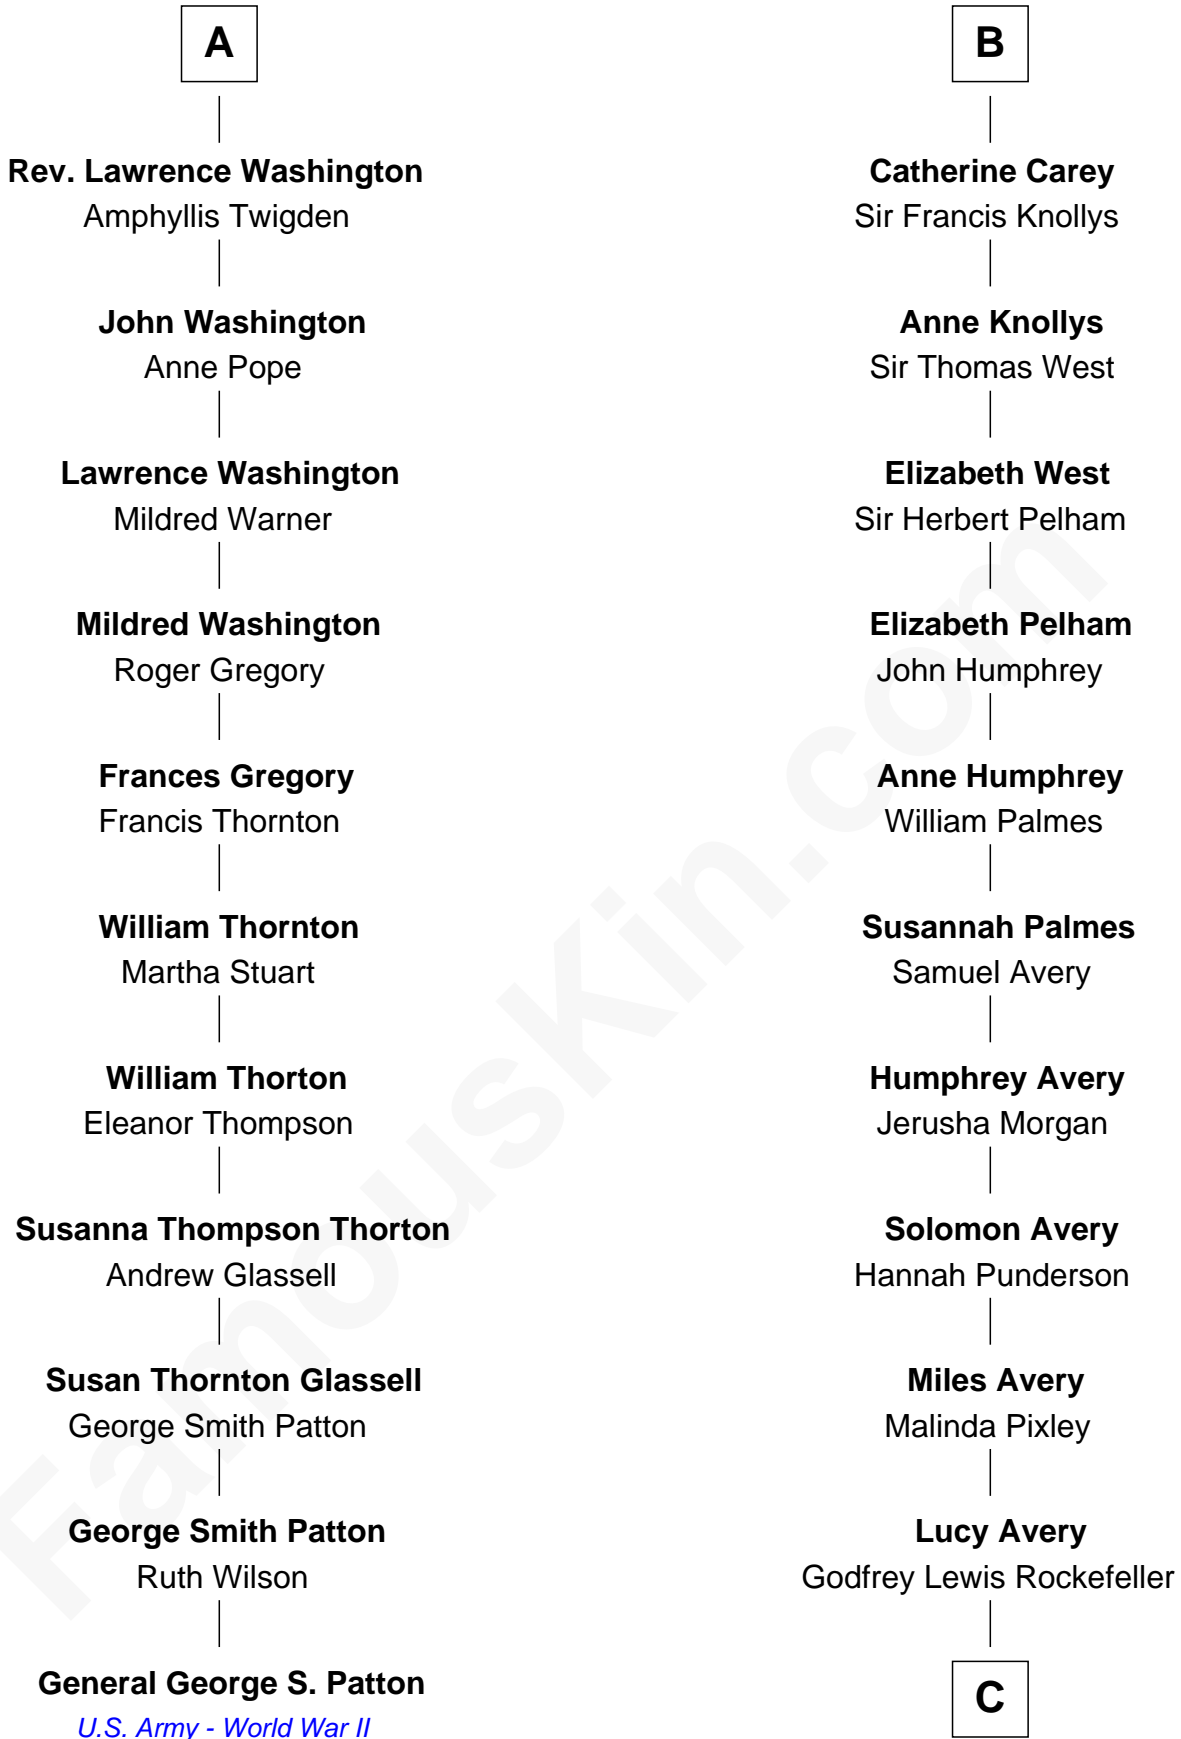 A
Rev. Lawrence Washington
Amphyllis Twigden
John Washington
Anne Pope
Lawrence Washington
Mildred Warner
Mildred Washington
Roger Gregory
Frances Gregory
Francis Thornton
William Thornton
Martha Stuart
William Thorton
Eleanor Thompson
Susanna Thompson Thorton
Andrew Glassell
Susan Thornton Glassell
George Smith Patton
George Smith Patton
Ruth Wilson
General George S. Patton
U.S. Army - World War II
B
Catherine Carey
Sir Francis Knollys
Anne Knollys
Sir Thomas West
Elizabeth West
Sir Herbert Pelham
Elizabeth Pelham
John Humphrey
Anne Humphrey
William Palmes
Susannah Palmes
Samuel Avery
Humphrey Avery
Jerusha Morgan
Solomon Avery
Hannah Punderson
Miles Avery
Malinda Pixley
Lucy Avery
Godfrey Lewis Rockefeller
C
FamousKin.com